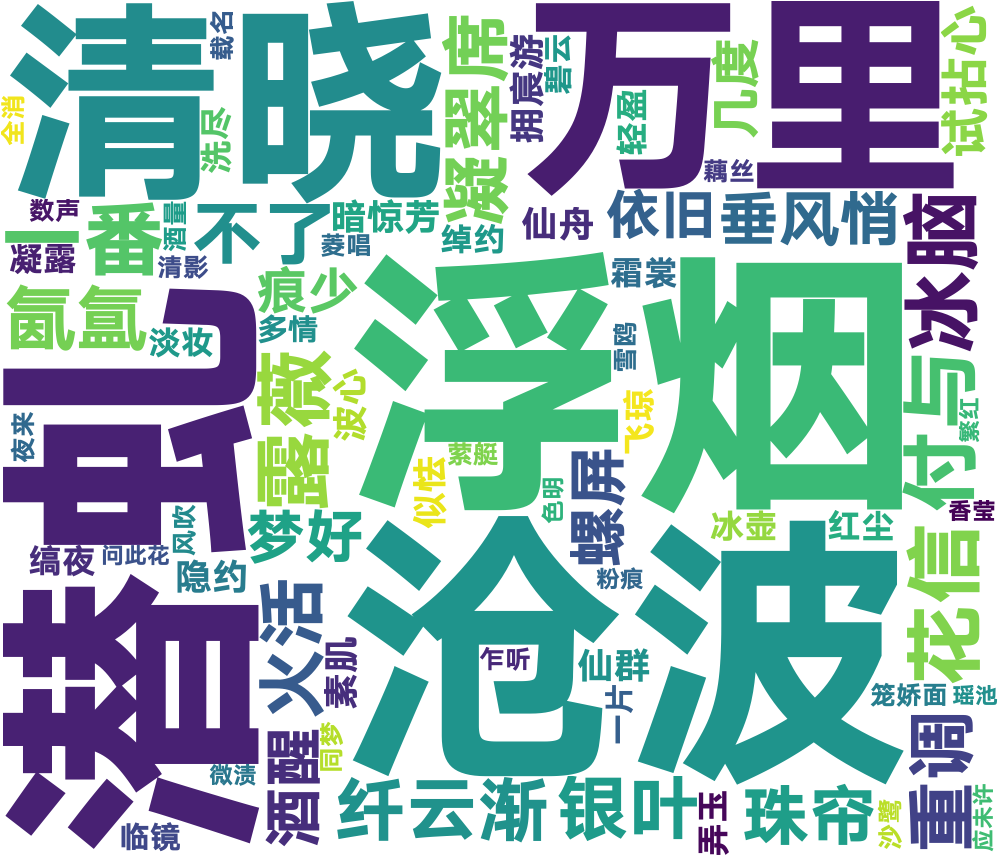 清晓
载名
全消
洗尽
凝翠席
拥宸游
碧云
万里
轻盈
几度
试拈心
藕丝
数声
一番
酒量
不了
暗惊芳
菱唱
绰约
仙舟
依旧
垂
风悄
冰脑
凝露
清影
氤氲
淡妆
痕少
多情
霜裳
浮烟
雪鸥
付与
繁红
潜虬
夜来
露薇
波心
萦艇
似怯
飞琼
螺屏
色明
香莹
缟夜
问此花
风吹
梦好
冰壶
红尘
花信
隐约
粉痕
火活
素肌
沧波
乍听
仙群
一片
笼娇面
瑶池
重调
酒醒
同梦
微渍
临镜
纤云渐
银叶
弄玉
珠帘
沙鹭
应未许